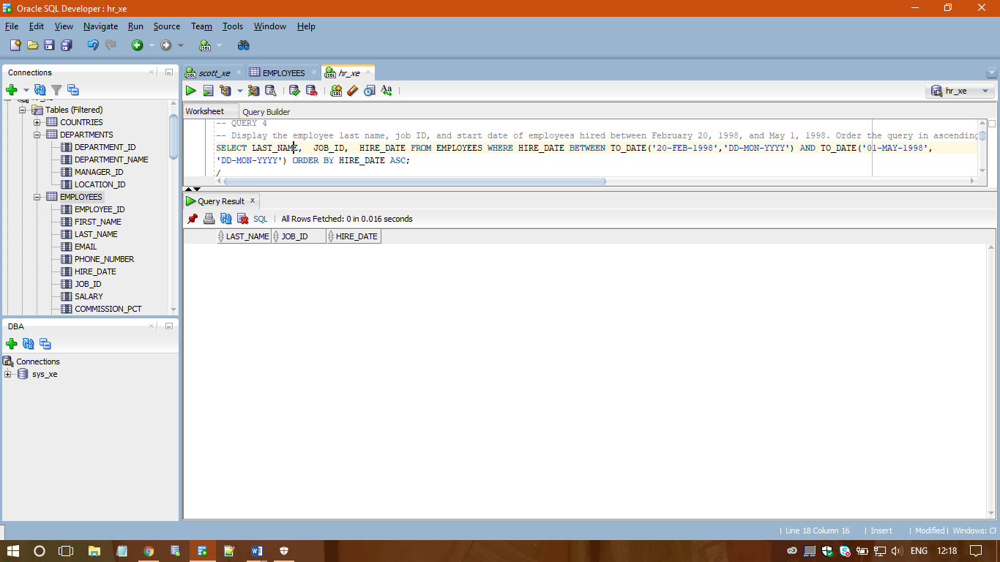 Oracle SQL Developer : hr_xe
File Edit View Navigate Run Source Team Tools Window Help
Connections
Tables (Filtered)
COUNTRIES
DEPARTMENTS
DEPARTMENT_ID
DEPARTMENT_NAME
MANAGER_ID
LOCATION_ID
EMPLOYEES
EMPLOYEE_ID
FIRST_NAME
LAST_NAME
EMAIL
PHONE_NUMBER
HIRE_DATE
JOB_ID
SALARY
COMMISSION_PCT
DBA
Connections
sys_xe
scott_xe EMPLOYEES hr_xe
hr_xe
Worksheet Query Builder
-- QUERY 4
-- Display the employee last name, job ID, and start date of employees hired between February 20, 1998, and May 1, 1998. Order the query in ascending
SELECT LAST_NAME, JOB_ID, HIRE_DATE FROM EMPLOYEES WHERE HIRE_DATE BETWEEN TO_DATE('20-FEB-1998','DD-MON-YYYY') AND TO_DATE('01-MAY-1998',
'DD-MON-YYYY') ORDER BY HIRE_DATE ASC;
/
Query Result
SQL | All Rows Fetched: 0 in 0.016 seconds
LAST_NAME JOB_ID HIRE_DATE
| Line 18 Column 16 | Insert | Modified | Windows: CF
ENG 12:18